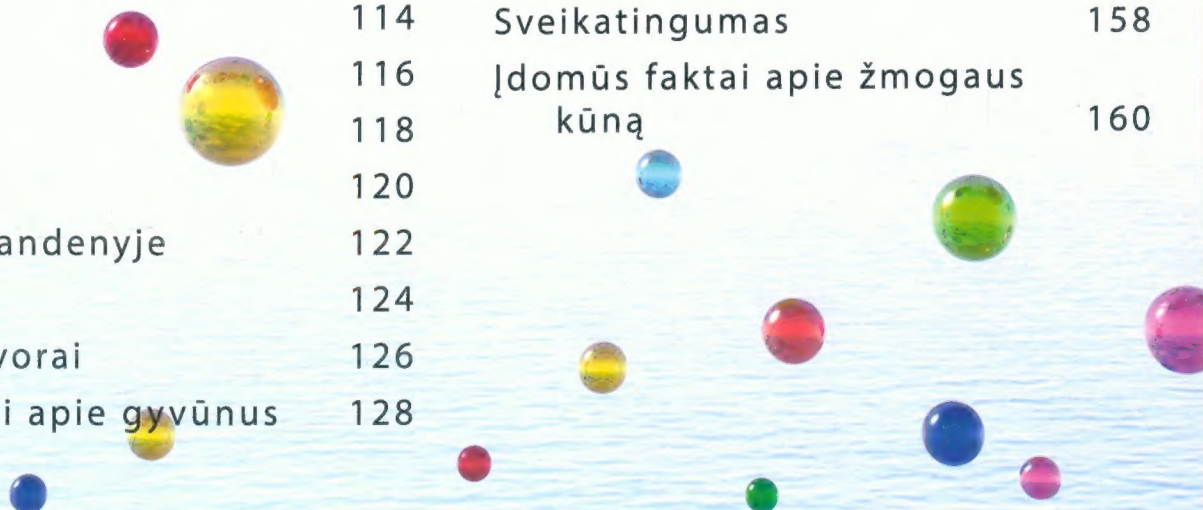 114
116
118
120
andenyje 122
124
vorai 126
i apie gyvūnus 128
Sveikatingumas 158
Įdomūs faktai apie žmogaus
kūną 160